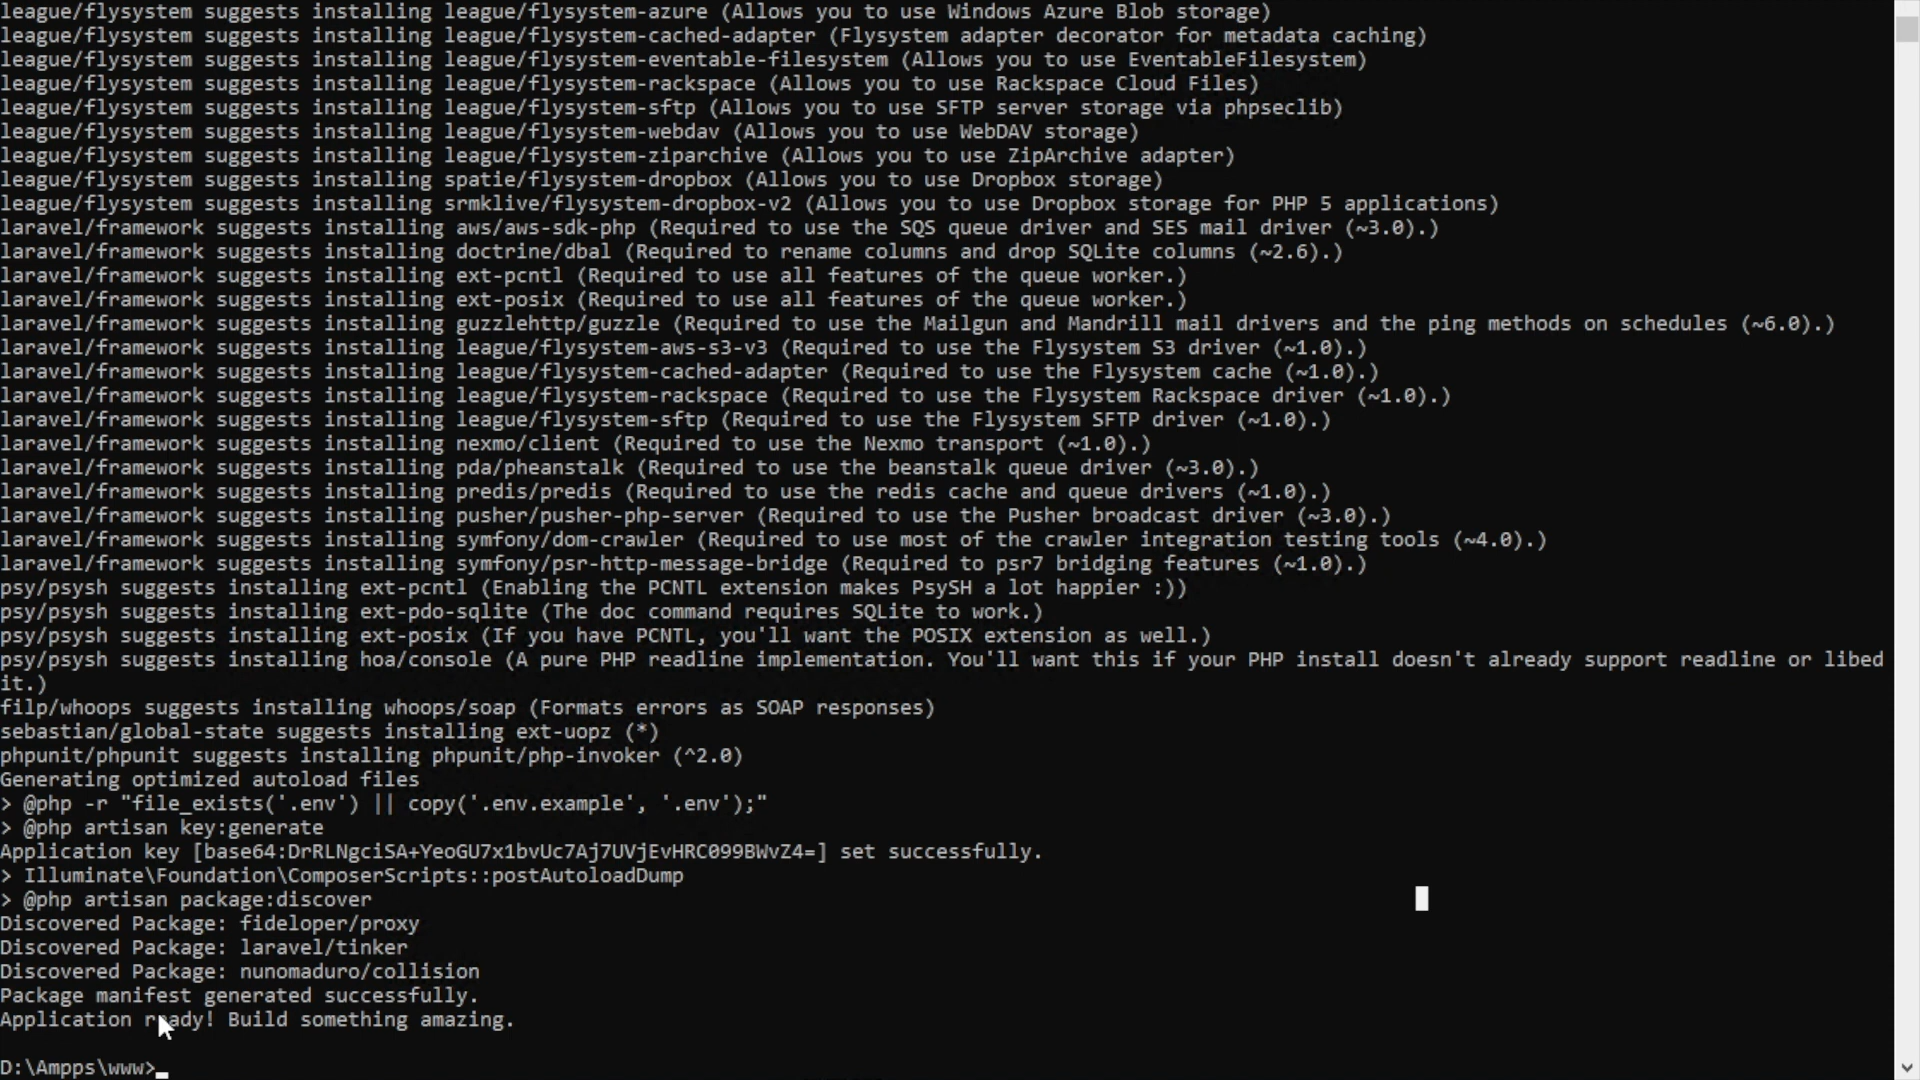 league/flysystem suggests installing league/flysystem-azure (Allows you to use Windows Azure Blob storage)
league/flysystem suggests installing league/flysystem-cached-adapter (Flysystem adapter decorator for metadata caching)
league/flysystem suggests installing league/flysystem-eventable-filesystem (Allows you to use EventableFilesystem)
league/flysystem suggests installing league/flysystem-rackspace (Allows you to use Rackspace Cloud Files)
league/flysystem suggests installing league/flysystem-sftp (Allows you to use SFTP server storage via phpseclib)
league/flysystem suggests installing league/flysystem-webdav (Allows you to use WebDAV storage)
league/flysystem suggests installing league/flysystem-ziparchive (Allows you to use ZipArchive adapter)
league/flysystem suggests installing spatie/flysystem-dropbox (Allows you to use Dropbox storage)
league/flysystem suggests installing srmklive/flysystem-dropbox-v2 (Allows you to use Dropbox storage for PHP 5 applications)
laravel/framework suggests installing aws/aws-sdk-php (Required to use the SQS queue driver and SES mail driver (~3.0).)
laravel/framework suggests installing doctrine/dbal (Required to rename columns and drop SQLite columns (~2.6).)
laravel/framework suggests installing ext-pcntl (Required to use all features of the queue worker.)
laravel/framework suggests installing ext-posix (Required to use all features of the queue worker.)
laravel/framework suggests installing guzzlehttp/guzzle (Required to use the Mailgun and Mandrill mail drivers and the ping methods on schedules (~6.0).)
laravel/framework suggests installing league/flysystem-aws-s3-v3 (Required to use the Flysystem S3 driver (~1.0).)
laravel/framework suggests installing league/flysystem-cached-adapter (Required to use the Flysystem cache (~1.0).)
laravel/framework suggests installing league/flysystem-rackspace (Required to use the Flysystem Rackspace driver (~1.0).)
laravel/framework suggests installing league/flysystem-sftp (Required to use the Flysystem SFTP driver (~1.0).)
laravel/framework suggests installing nexmo/client (Required to use the Nexmo transport (~1.0).)
laravel/framework suggests installing pda/pheanstalk (Required to use the beanstalk queue driver (~3.0).)
laravel/framework suggests installing predis/predis (Required to use the redis cache and queue drivers (~1.0).)
laravel/framework suggests installing pusher/pusher-php-server (Required to use the Pusher broadcast driver (~3.0).)
laravel/framework suggests installing symfony/dom-crawler (Required to use most of the crawler integration testing tools (~4.0).)
laravel/framework suggests installing symfony/psr-http-message-bridge (Required to psr7 bridging features (~1.0).)
psy/psysh suggests installing ext-pcntl (Enabling the PCNTL extension makes PsySH a lot happier :))
psy/psysh suggests installing ext-pdo-sqlite (The doc command requires SQLite to work.)
psy/psysh suggests installing ext-posix (If you have PCNTL, you'll want the POSIX extension as well.)
psy/psysh suggests installing hoa/console (A pure PHP readline implementation. You'll want this if your PHP install doesn't already support readline or libed
it.)
filp/whoops suggests installing whoops/soap (Formats errors as SOAP responses)
sebastian/global-state suggests installing ext-uopz (*)
phpunit/phpunit suggests installing phpunit/php-invoker (^2.0)
Generating optimized autoload files
> @php -r "file_exists('.env') || copy('.env.example', '.env');"
> @php artisan key:generate
Application key [base64:DrRLNgciSA+YeoGU7x1bvUc7Aj7UVjEvHRC099BWvZ4=] set successfully.
> Illuminate\Foundation\ComposerScripts::postAutoloadDump
> @php artisan package:discover
Discovered Package: fideloper/proxy
Discovered Package: laravel/tinker
Discovered Package: nunomaduro/collision
Package manifest generated successfully.
Application ready! Build something amazing.
D:\Ampps\www>